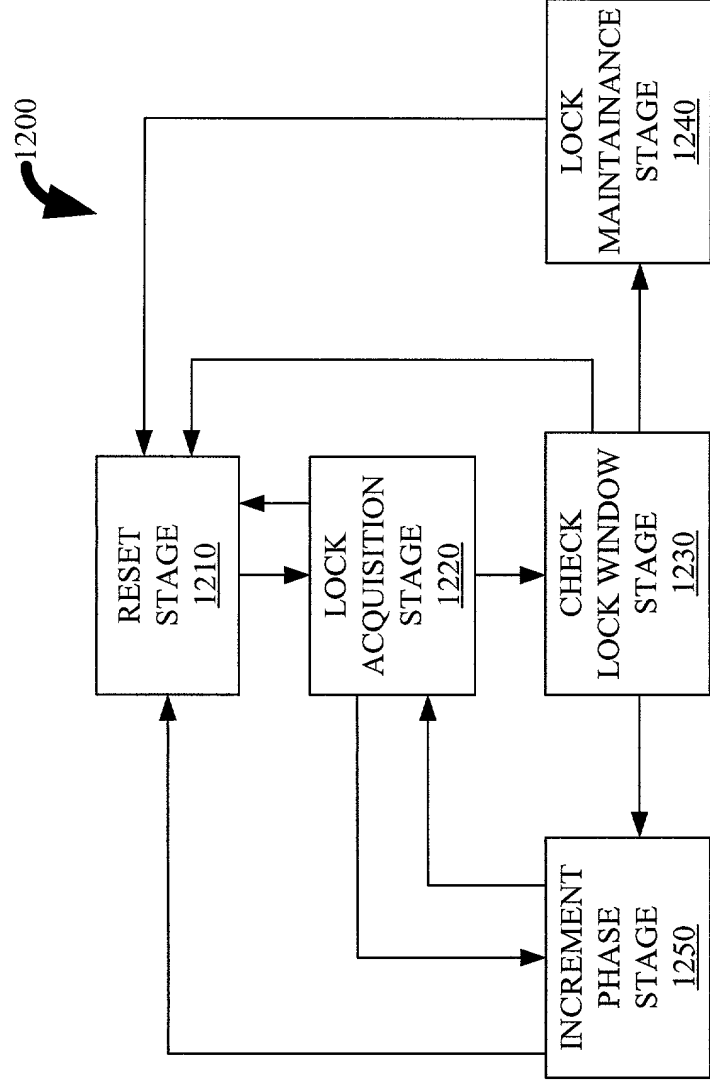 1200
RESET
STAGE
1210
LOCK
ACQUISITION
STAGE
1220
CHECK
LOCK WINDOW
STAGE
1230
LOCK
MAINTAINANCE
STAGE
1240
INCREMENT
PHASE
STAGE
1250